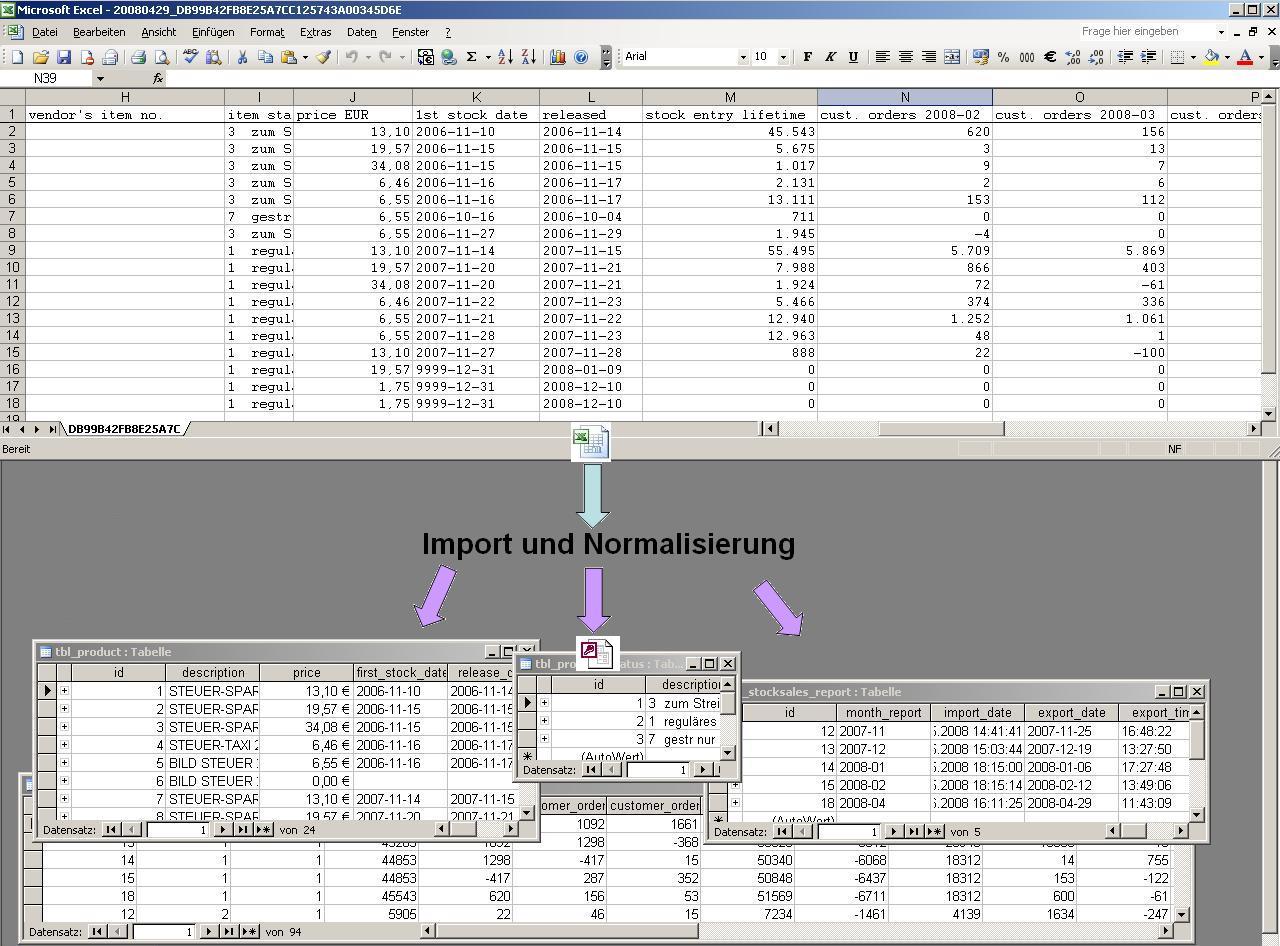 Microsoft Excel - 20080429_DB99B42FB8E25A7CC125743A00345D6E
Datei Bearbeiten Ansicht Einfügen Format Extras Daten Fenster ? Frage hier eingeben
Arial 10 F K U % 000 €
N39 fx
H I J K L M N O P
1 vendor's item no. item sta price EUR 1st stock date released stock entry lifetime cust. orders 2008-02 cust. orders 2008-03 cust. orders
2 3 zum S 13,10 2006-11-10 2006-11-14 45.543 620 156
3 3 zum S 19,57 2006-11-15 2006-11-15 5.675 3 13
4 3 zum S 34,08 2006-11-15 2006-11-15 1.017 9 7
5 3 zum S 6,46 2006-11-16 2006-11-17 2.131 2 6
6 3 zum S 6,55 2006-11-16 2006-11-17 13.111 153 112
7 7 gestr 6,55 2006-10-16 2006-10-04 711 0 0
8 3 zum S 6,55 2006-11-27 2006-11-29 1.945 -4 0
9 1 regul 13,10 2007-11-14 2007-11-15 55.495 5.709 5.869
10 1 regul 19,57 2007-11-20 2007-11-21 7.988 866 403
11 1 regul 34,08 2007-11-20 2007-11-21 1.924 72 -61
12 1 regul 6,46 2007-11-22 2007-11-23 5.466 374 336
13 1 regul 6,55 2007-11-21 2007-11-22 12.940 1.252 1.061
14 1 regul 6,55 2007-11-28 2007-11-23 12.963 48 1
15 1 regul 13,10 2007-11-27 2007-11-28 888 22 -100
16 1 regul 19,57 9999-12-31 2008-01-09 0 0 0
17 1 regul 1,75 9999-12-31 2008-12-10 0 0 0
18 1 regul 1,75 9999-12-31 2008-12-10 0 0 0
19
DB99B42FB8E25A7C
Bereit NF
Import und Normalisierung
tbl_product : Tabelle
id description price first_stock_date release_d
1 STEUER-SPAR 13,10 € 2006-11-10 2006-11-14
2 STEUER-SPAR 19,57 € 2006-11-15 2006-11-15
3 STEUER-SPAR 34,08 € 2006-11-15 2006-11-15
4 STEUER-TAXI 2 6,46 € 2006-11-16 2006-11-17
5 BILD STEUER 6,55 € 2006-11-16 2006-11-17
6 BILD STEUER 0,00 €
7 STEUER-SPAR 13,10 € 2007-11-14 2007-11-15
8 STEUER-SPAR 19,57 € 2007-11-20 2007-11-21
Datensatz: 1 von 24
tbl_pro atus : Tab...
id description
1 3 zum Strei
2 1 reguläres
3 7 gestr nur
(AutoWert)
Datensatz: 1
_stocksales_report : Tabelle
id month_report import_date export_date export_tim
12 2007-11 .2008 14:41:41 2007-11-25 16:48:22
13 2007-12 .2008 15:03:44 2007-12-19 13:27:50
14 2008-01 .2008 18:15:00 2008-01-06 17:27:48
15 2008-02 .2008 18:15:14 2008-02-12 13:49:06
18 2008-04 .2008 16:11:25 2008-04-29 11:43:09
(AutoWert)
Datensatz: 1 von 5
omer_order customer_order
1092 1661
13 1 1 1298 -368
14 1 1 44853 1298 -417 15 50340 -6068 18312 14 755
15 1 1 44853 -417 287 352 50848 -6437 18312 153 -122
18 1 1 45543 620 156 53 51569 -6711 18312 600 -61
12 2 1 5905 22 46 15 7234 -1461 4139 1634 -247
Datensatz: 1 von 94